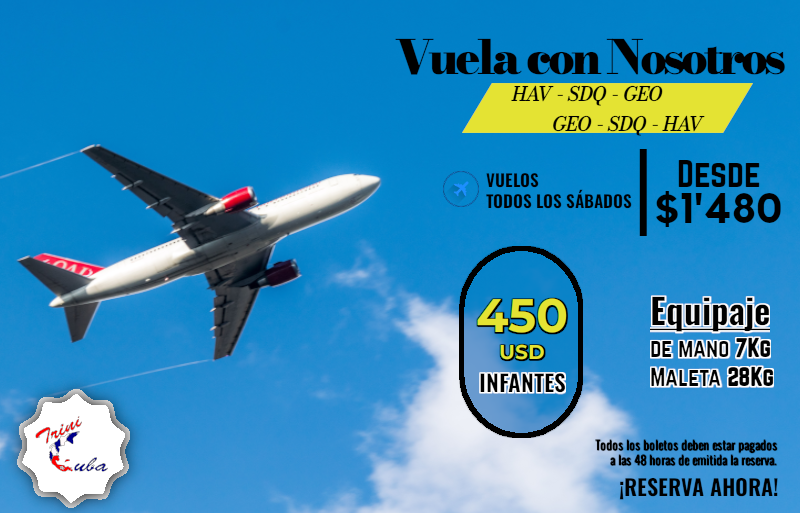 Vuela con Nosotros
HAV - SDQ - GEO
GEO - SDQ - HAV
VUELOS
TODOS LOS SÁBADOS
DESDE
$1'480
450
USD
INFANTES
Equipaje
DE MANO 7KG
MALETA 28KG
Todos los boletos deben estar pagados
a las 48 horas de emitida la reserva.
¡RESERVA AHORA!
Trini
Cuba